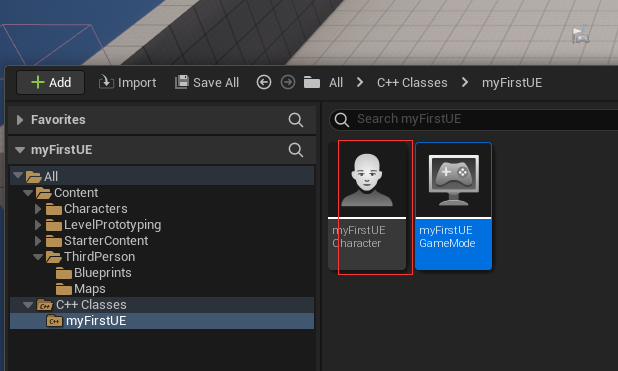 Add
Import
Save All
All
C++ Classes
myFirstUE
Favorites
Search myFirstUE
myFirstUE
All
Content
Characters
LevelPrototyping
StarterContent
ThirdPerson
Blueprints
Maps
C++ Classes
myFirstUE
myFirstUE
Character
myFirstUE
GameMode